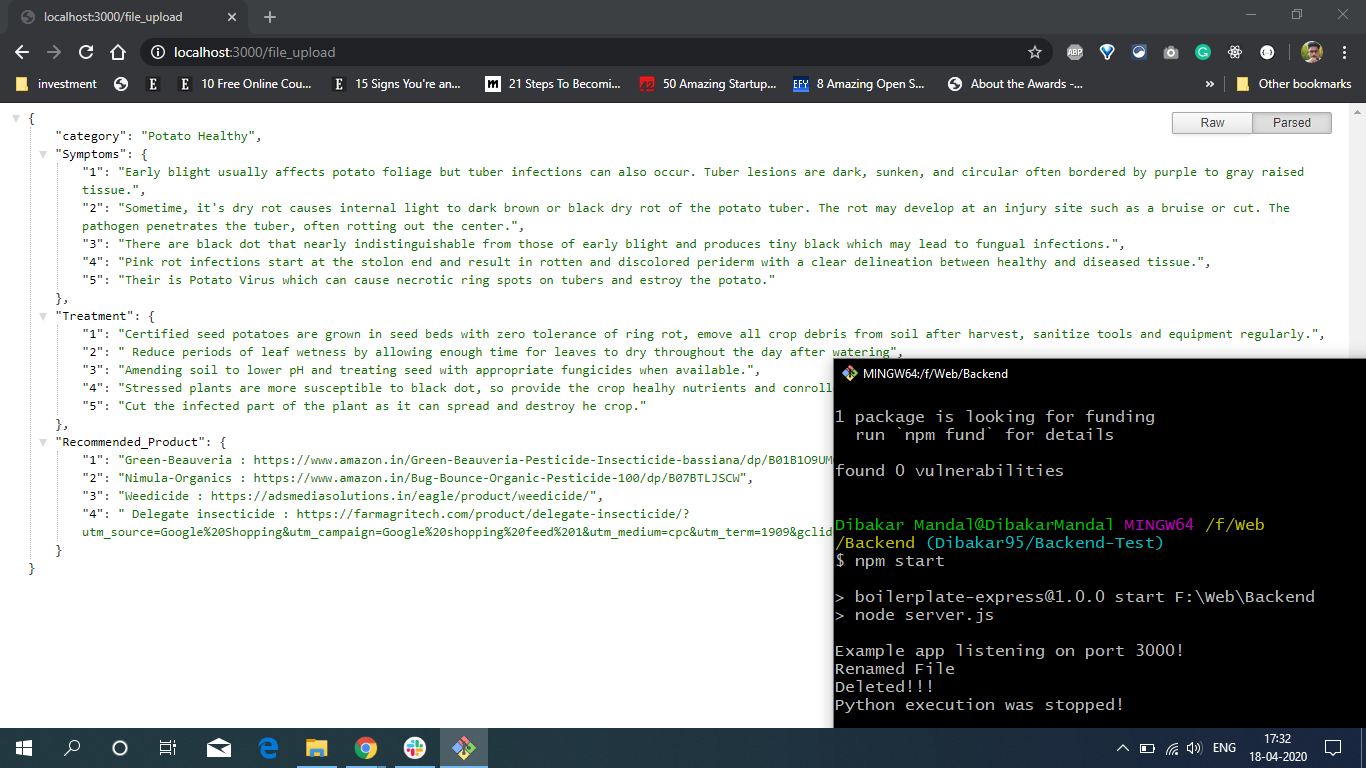 localhost:3000/file_upload
localhost:3000/file_upload
ABP
investment
10 Free Online Cou...
15 Signs You're an...
21 Steps To Becomi...
50 Amazing Startup...
EFY
8 Amazing Open S...
About the Awards -...
»
Other bookmarks
Raw
Parsed
{
"category": "Potato Healthy",
"Symptoms": {
"1": "Early blight usually affects potato foliage but tuber infections can also occur. Tuber lesions are dark, sunken, and circular often bordered by purple to gray raised
tissue.",
"2": "Sometime, it's dry rot causes internal light to dark brown or black dry rot of the potato tuber. The rot may develop at an injury site such as a bruise or cut. The
pathogen penetrates the tuber, often rotting out the center.",
"3": "There are black dot that nearly indistinguishable from those of early blight and produces tiny black which may lead to fungual infections.",
"4": "Pink rot infections start at the stolon end and result in rotten and discolored periderm with a clear delineation between healthy and diseased tissue.",
"5": "Their is Potato Virus which can cause necrotic ring spots on tubers and estroy the potato."
},
"Treatment": {
"1": "Certified seed potatoes are grown in seed beds with zero tolerance of ring rot, emove all crop debris from soil after harvest, sanitize tools and equipment regularly.",
"2": " Reduce periods of leaf wetness by allowing enough time for leaves to dry throughout the day after watering",
"3": "Amending soil to lower pH and treating seed with appropriate fungicides when available.",
"4": "Stressed plants are more susceptible to black dot, so provide the crop healhy nutrients and conroll
"5": "Cut the infected part of the plant as it can spread and destroy he crop."
},
"Recommended_Product": {
"1": "Green-Beauveria : https://www.amazon.in/Green-Beauveria-Pesticide-Insecticide-bassiana/dp/B01B1O9UM
"2": "Nimula-Organics : https://www.amazon.in/Bug-Bounce-Organic-Pesticide-100/dp/B07BTLJSCW",
"3": "Weedicide : https://adsmediasolutions.in/eagle/product/weedicide/",
"4": " Delegate insecticide : https://farmagritech.com/product/delegate-insecticide/?
utm_source=Google%20Shopping&utm_campaign=Google%20shopping%20feed%201&utm_medium=cpc&utm_term=1909&gclid
}
}
MINGW64:/f/Web/Backend
1 package is looking for funding
run `npm fund` for details
found 0 vulnerabilities
Dibakar Mandal@DibakarMandal MINGW64 /f/Web
/Backend (Dibakar95/Backend-Test)
$ npm start
> boilerplate-express@1.0.0 start F:\Web\Backend
> node server.js
Example app listening on port 3000!
Renamed File
Deleted!!!
Python execution was stopped!
ENG
17:32
18-04-2020